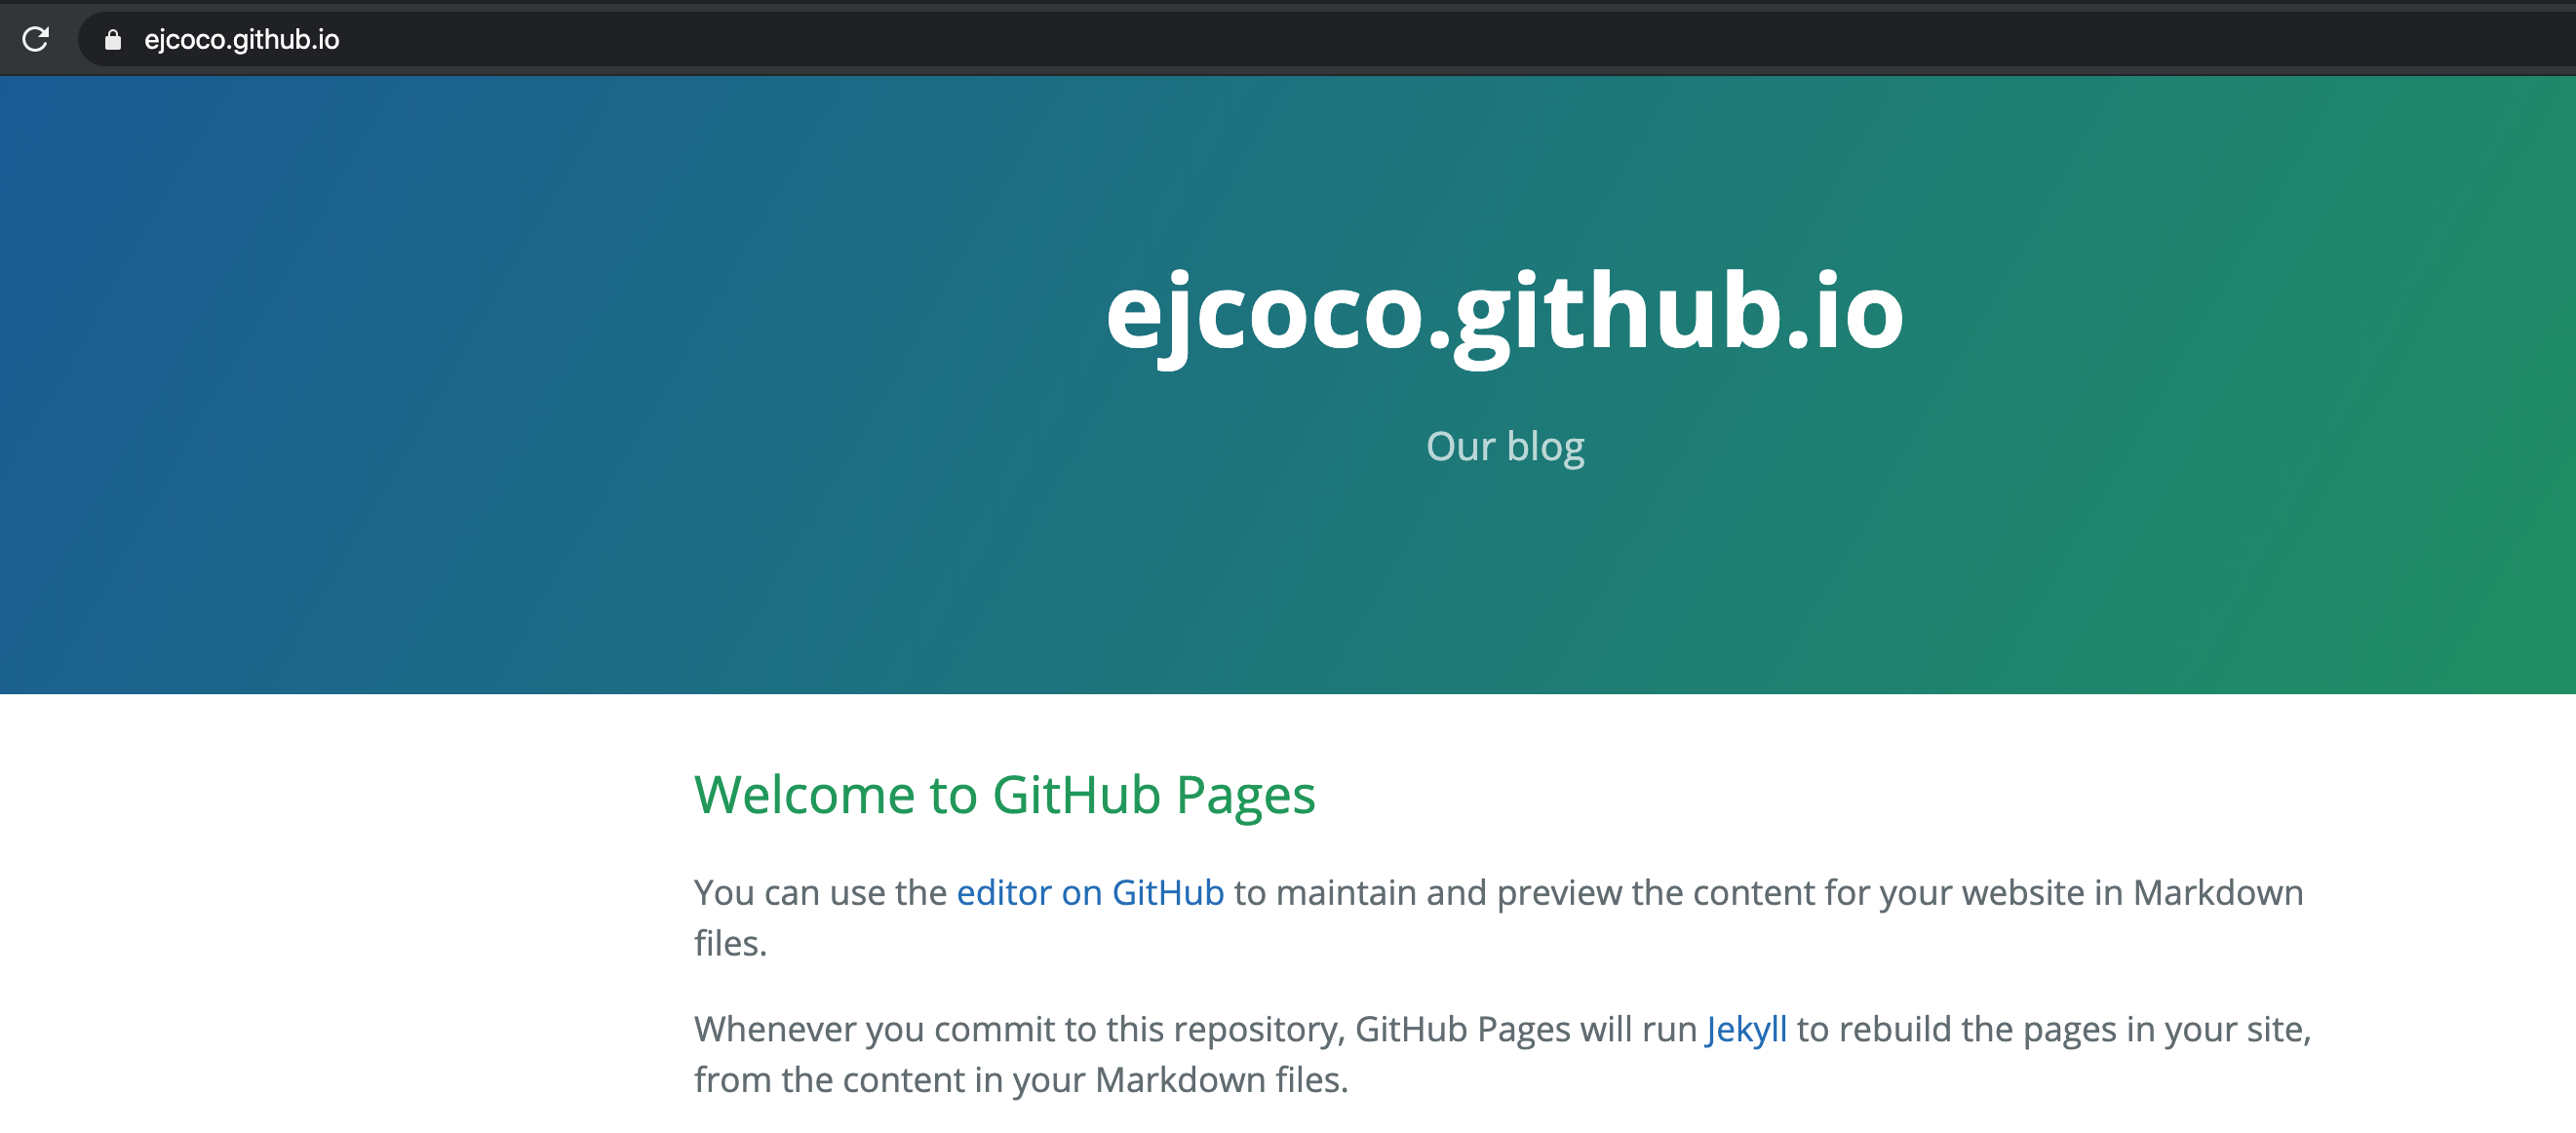 ejcoco.github.io
ejcoco.github.io
Our blog
Welcome to GitHub Pages
You can use the editor on GitHub to maintain and preview the content for your website in Markdown
files.
Whenever you commit to this repository, GitHub Pages will run Jekyll to rebuild the pages in your site,
from the content in your Markdown files.